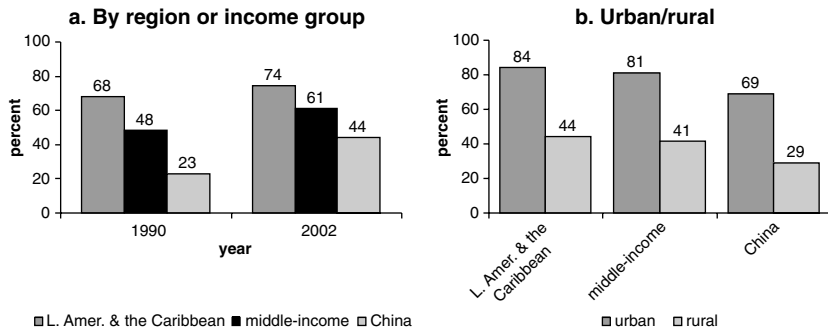 a. By region or income group
percent
100
80
60
40
20
0
68
48
23
74
61
44
1990
2002
year
L. Amer. & the Caribbean middle-income China
b. Urban/rural
percent
100
80
60
40
20
0
84
44
81
41
69
29
L. Amer. & the
Caribbean
middle-income
China
urban rural